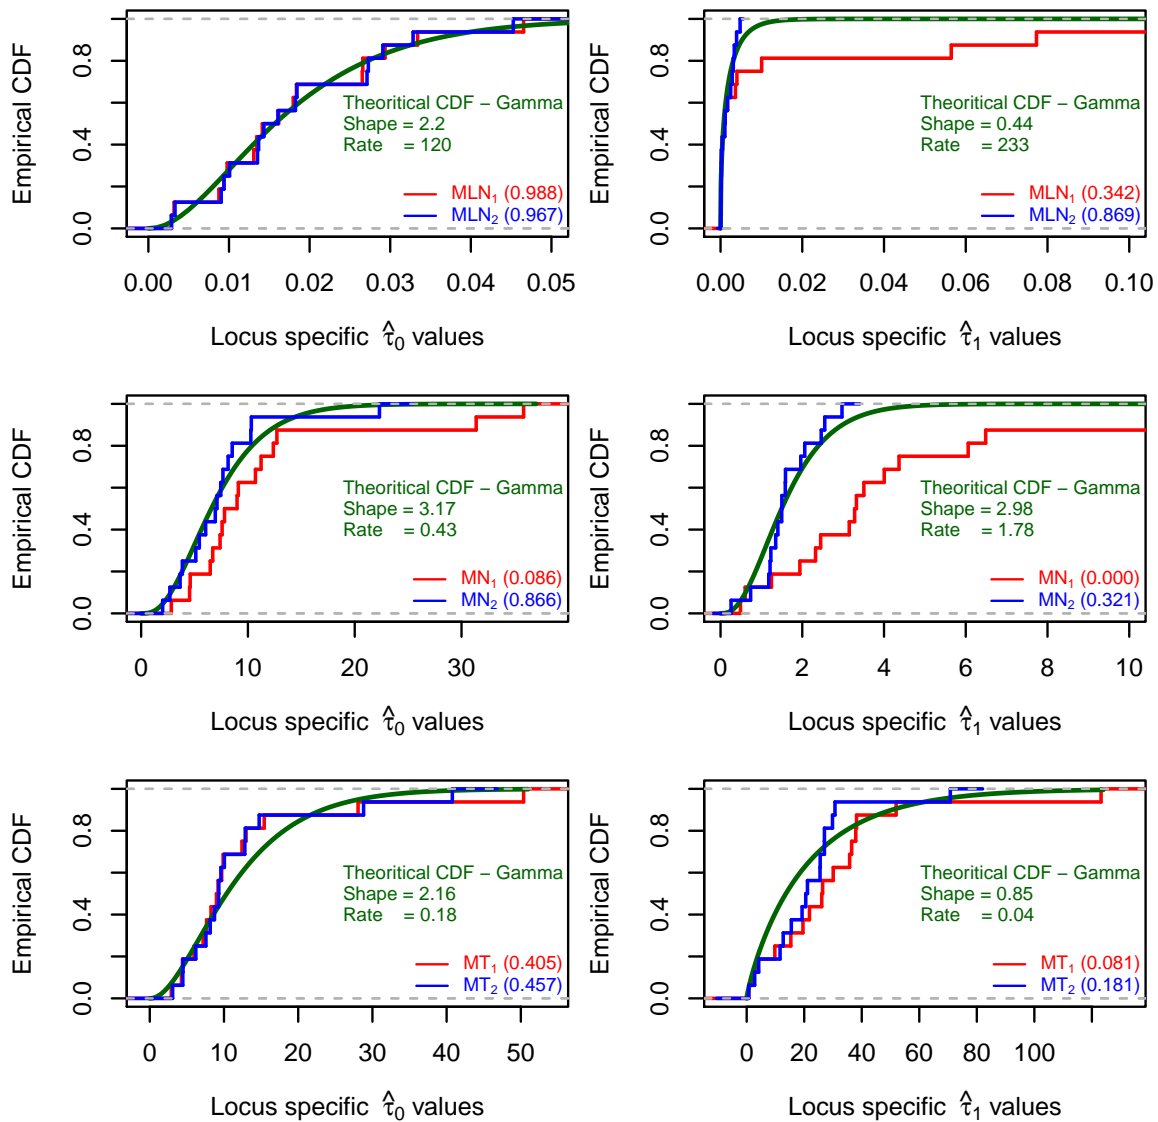 Empirical CDF
0.0 0.4 0.8
Theoritical CDF – Gamma
Shape = 2.2
Rate = 120
MLN1 (0.988)
MLN2 (0.967)
0.00 0.01 0.02 0.03 0.04 0.05
Locus specific τ̂0 values
Empirical CDF
0.0 0.4 0.8
Theoritical CDF – Gamma
Shape = 0.44
Rate = 233
MLN1 (0.342)
MLN2 (0.869)
0.00 0.02 0.04 0.06 0.08 0.10
Locus specific τ̂1 values
Empirical CDF
0.0 0.4 0.8
Theoritical CDF – Gamma
Shape = 3.17
Rate = 0.43
MN1 (0.086)
MN2 (0.866)
0 10 20 30
Locus specific τ̂0 values
Empirical CDF
0.0 0.4 0.8
Theoritical CDF – Gamma
Shape = 2.98
Rate = 1.78
MN1 (0.000)
MN2 (0.321)
0 2 4 6 8 10
Locus specific τ̂1 values
Empirical CDF
0.0 0.4 0.8
Theoritical CDF – Gamma
Shape = 2.16
Rate = 0.18
MT1 (0.405)
MT2 (0.457)
0 10 20 30 40 50
Locus specific τ̂0 values
Empirical CDF
0.0 0.4 0.8
Theoritical CDF – Gamma
Shape = 0.85
Rate = 0.04
MT1 (0.081)
MT2 (0.181)
0 20 40 60 80 100
Locus specific τ̂1 values